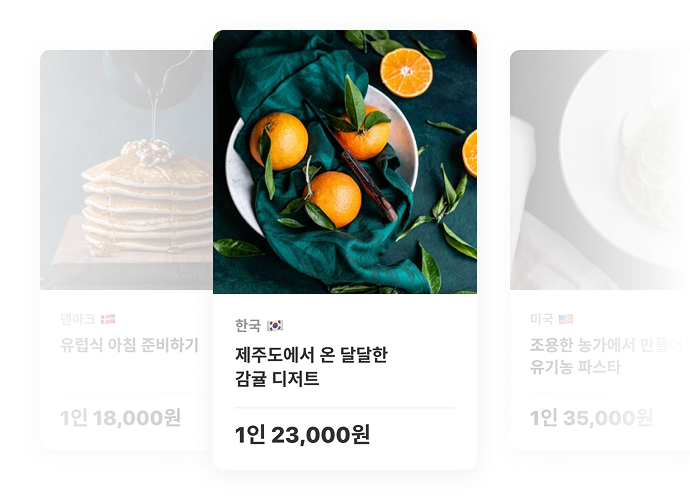 덴마크 🇩🇰
유럽식 아침 준비하기
1인 18,000원
한국 🇰🇷
제주도에서 온 달달한
감귤 디저트
1인 23,000원
미국 🇺🇸
조용한 농가에서 만들어
유기농 파스타
1인 35,000원